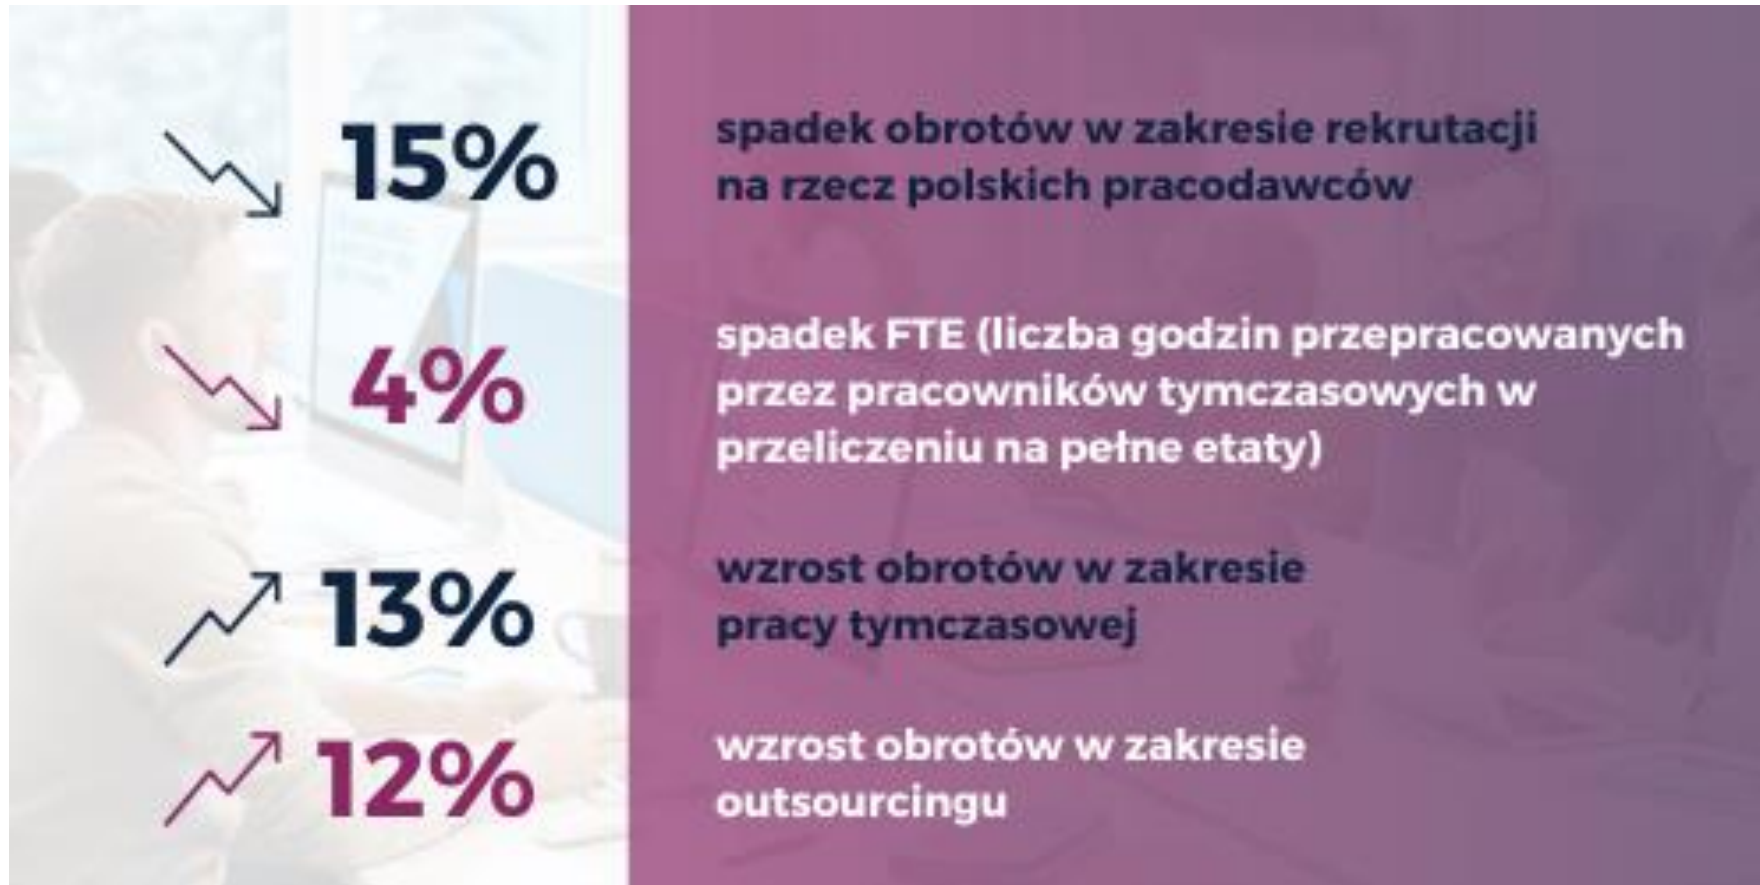 15%
spadek obrotów w zakresie rekrutacji
na rzecz polskich pracodawców
4%
spadek FTE (liczba godzin przepracowanych
przez pracowników tymczasowych w
przeliczeniu na pełne etaty)
13%
wzrost obrotów w zakresie
pracy tymczasowej
12%
wzrost obrotów w zakresie
outsourcingu